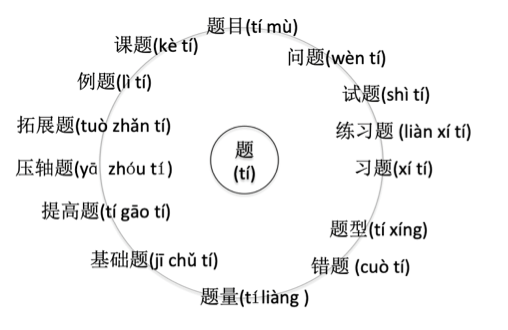 题目(tí mù)
问题(wèn tí)
试题(shì tí)
练习题 (liàn xí tí)
习题(xí tí)
题型(tí xíng)
错题 (cuò tí)
题量(tí liàng )
基础题(jī chǔ tí)
提高题(tí gāo tí)
压轴题(yā zhóu tí)
拓展题(tuò zhǎn tí)
例题(lì tí)
课题(kè tí)
题
(tí)